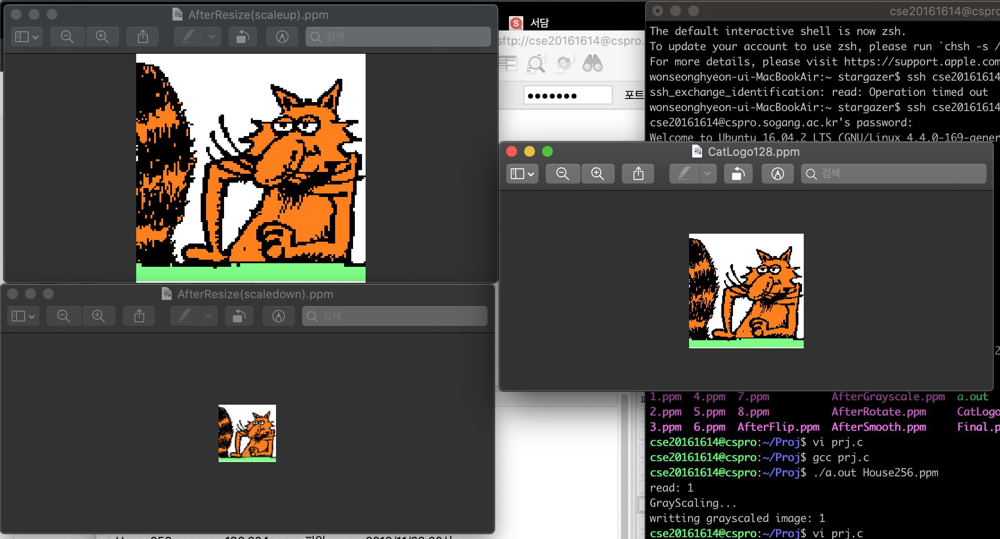 AfterResize(scaleup).ppm
검색
서담
sftp://cse20161614@cspro.
포트
cse20161614@cspro
The default interactive shell is now zsh.
To update your account to use zsh, please run `chsh -s /
For more details, please visit https://support.apple.com
wonseonghyeon-ui-MacBookAir:~ stargazer$ ssh cse20161614
ssh_exchange_identification: read: Operation timed out
wonseonghyeon-ui-MacBookAir:~ stargazer$ ssh cse20161614
cse20161614@cspro.sogang.ac.kr's password:
Welcome to Ubuntu 16.04.2 LTS (GNU/Linux 4.4.0-169-gener
CatLogo128.ppm
검색
AfterResize(scaledown).ppm
검색
1.ppm 4.ppm 7.ppm AfterGrayscale.ppm a.out
2.ppm 5.ppm 8.ppm AfterRotate.ppm CatLogo
3.ppm 6.ppm AfterFlip.ppm AfterSmooth.ppm Final.p
cse20161614@cspro:~/Proj$ vi prj.c
cse20161614@cspro:~/Proj$ gcc prj.c
cse20161614@cspro:~/Proj$ ./a.out House256.ppm
read: 1
GrayScaling...
writting grayscaled image: 1
cse20161614@cspro:~/Proj$ vi prj.c